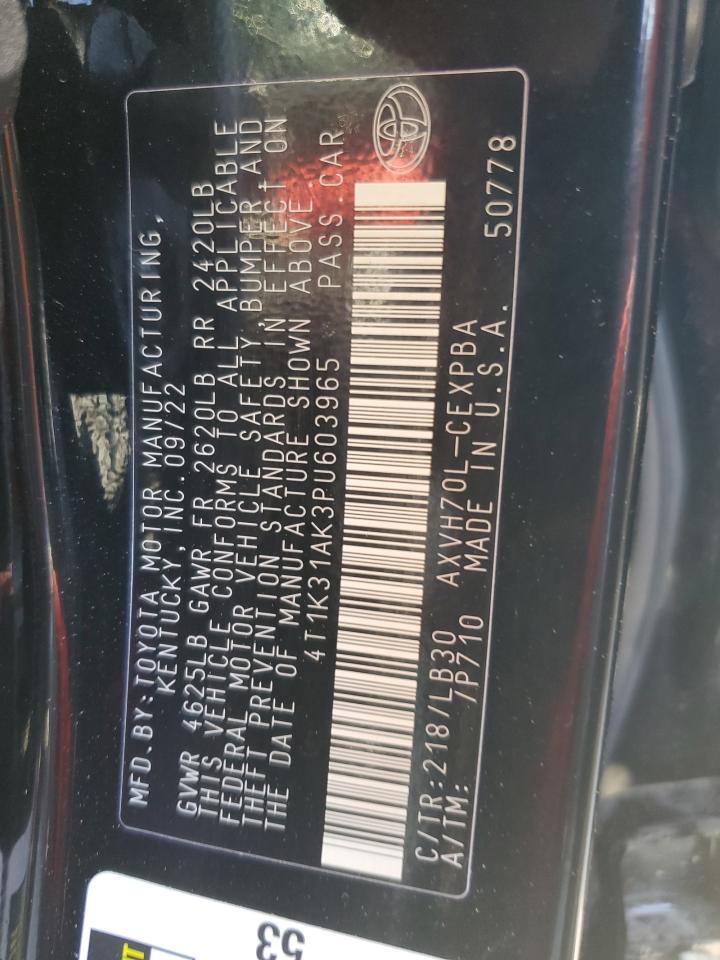 MFD.BY:TOYOTA MOTOR MANUFACTURING,
KENTUCKY, INC.09/22
GVWR 4625LB GAWR FR 2620LB RR 2420LB
THIS VEHICLE CONFORMS TO ALL APPLICABLE
FEDERAL MOTOR VEHICLE SAFETY, BUMPER AND
THEFT PREVENTION STANDARDS IN EFFECT ON
THE DATE OF MANUFACTURE SHOWN ABOVE.
4T1K31AK3PU603965 PASS CAR
C/TR:218/LB30 AXVH70L-CEXPBA
A/TM: /P710 MADE IN U.S.A. 50778
53